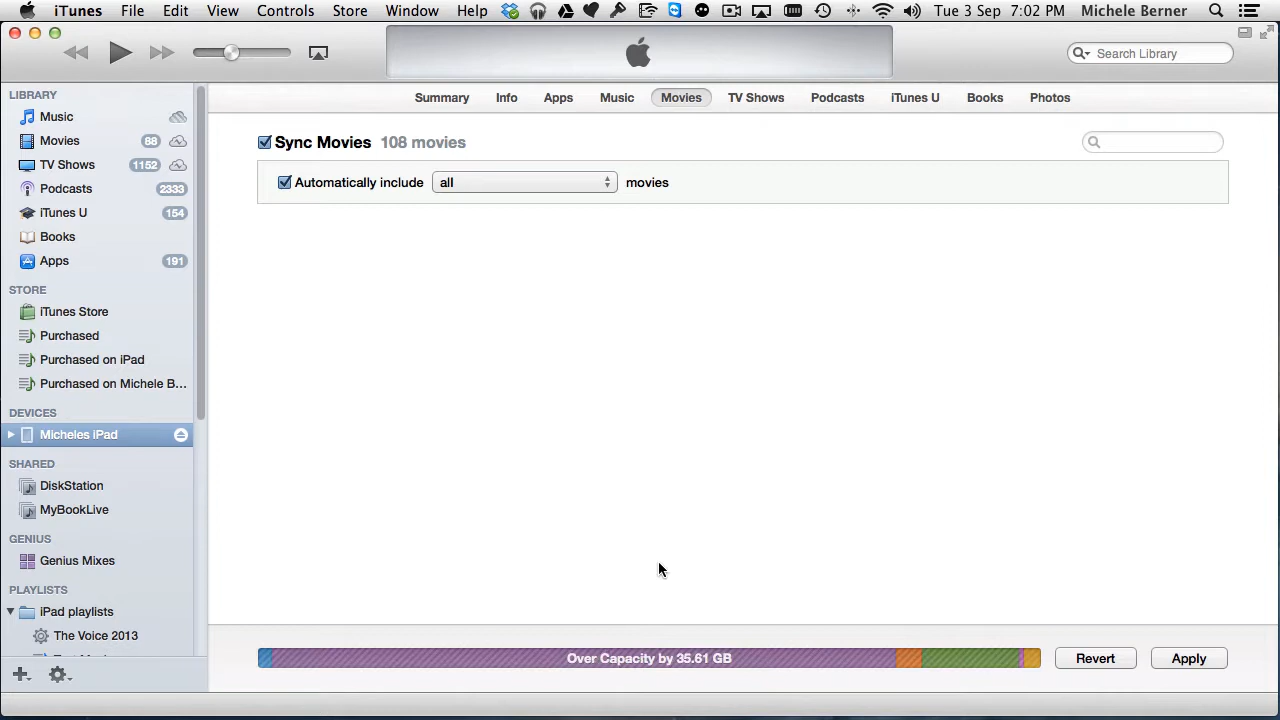 iTunes File Edit View Controls Store Window Help Tue 3 Sep 7:02 PM Michele Berner
Search Library
LIBRARY
Music
Movies 68
TV Shows 1152
Podcasts 2333
iTunes U 154
Books
Apps 191
STORE
iTunes Store
Purchased
Purchased on iPad
Purchased on Michele B...
DEVICES
Micheles iPad
SHARED
DiskStation
MyBookLive
GENIUS
Genius Mixes
PLAYLISTS
iPad playlists
The Voice 2013
Summary Info Apps Music Movies TV Shows Podcasts iTunes U Books Photos
Sync Movies 108 movies
Automatically include all movies
Over Capacity by 35.61 GB Revert Apply